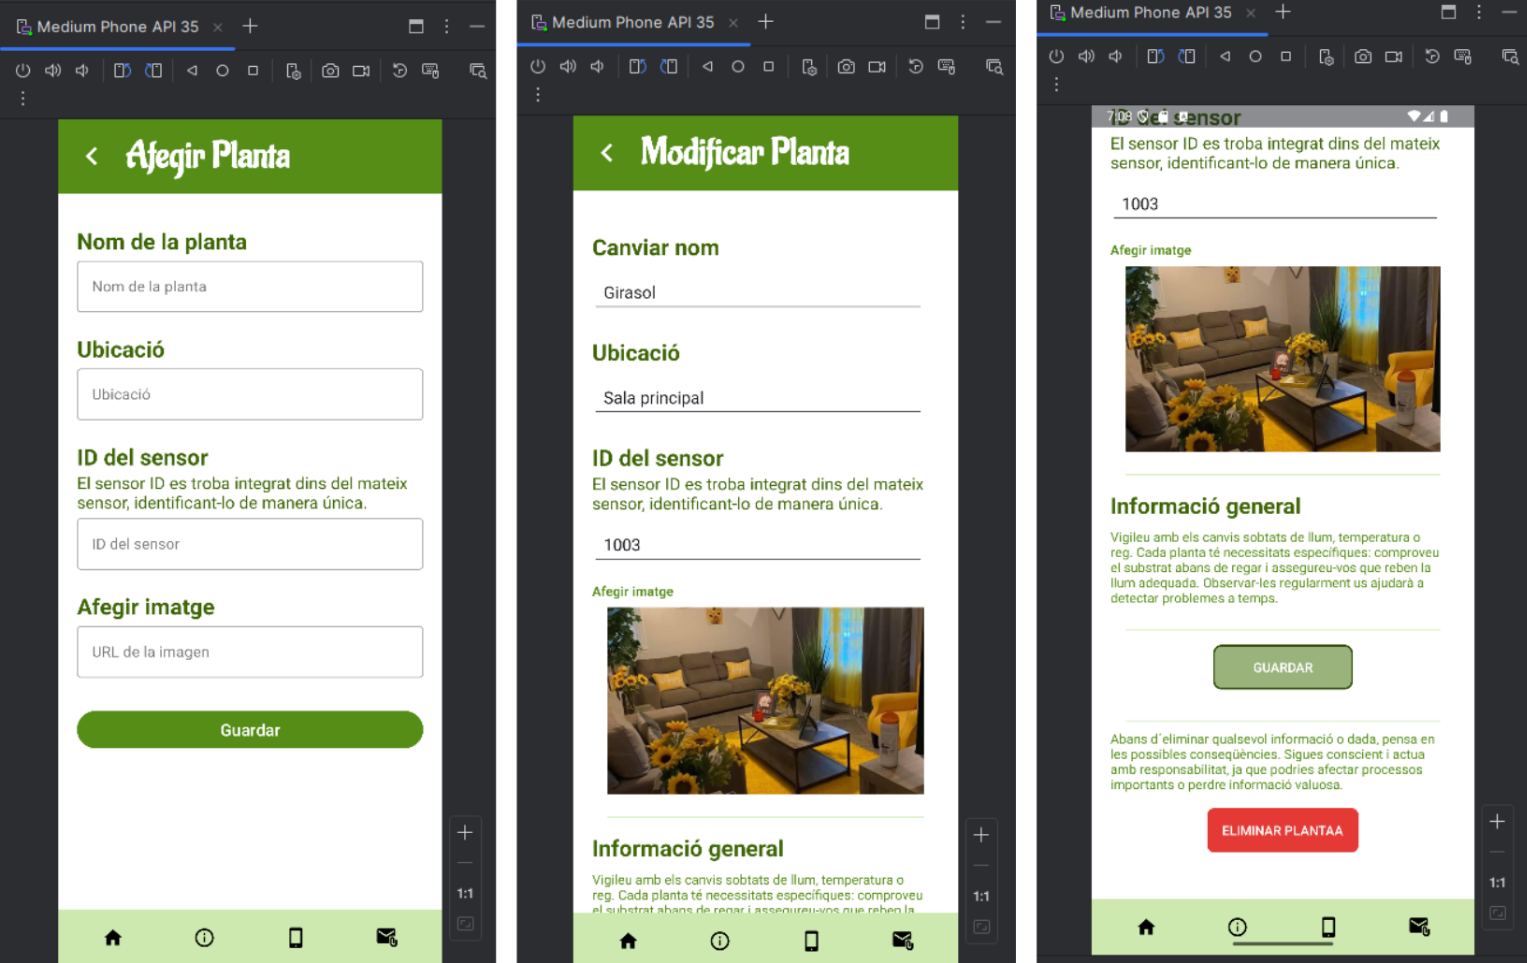 Medium Phone API 35
Afegir Planta
Nom de la planta
Nom de la planta
Ubicació
Ubicació
ID del sensor
El sensor ID es troba integrat dins del mateix
sensor, identificant-lo de manera única.
ID del sensor
Afegir imatge
URL de la imagen
Guardar
1:1
Medium Phone API 35
Modificar Planta
Canviar nom
Girasol
Ubicació
Sala principal
ID del sensor
El sensor ID es troba integrat dins del mateix
sensor, identificant-lo de manera única.
1003
Afegir imatge
Informació general
Vigileu amb els canvis sobtats de llum, temperatura o
reg. Cada planta té necessitats específiques: comproveu
el substrat abans de regar i assegureu-vos que reben la
1:1
Medium Phone API 35
7:08
ID del sensor
El sensor ID es troba integrat dins del mateix
sensor, identificant-lo de manera única.
1003
Afegir imatge
Informació general
Vigileu amb els canvis sobtats de llum, temperatura o
reg. Cada planta té necessitats específiques: comproveu
el substrat abans de regar i assegureu-vos que reben la
llum adequada. Observar-les regularment us ajudarà a
detectar problemes a temps.
GUARDAR
Abans d´eliminar qualsevol informació o dada, pensa en
les possibles conseqüències. Sigues conscient i actua
amb responsabilitat, ja que podries afectar processos
importants o perdre informació valuosa.
ELIMINAR PLANTAA
1:1